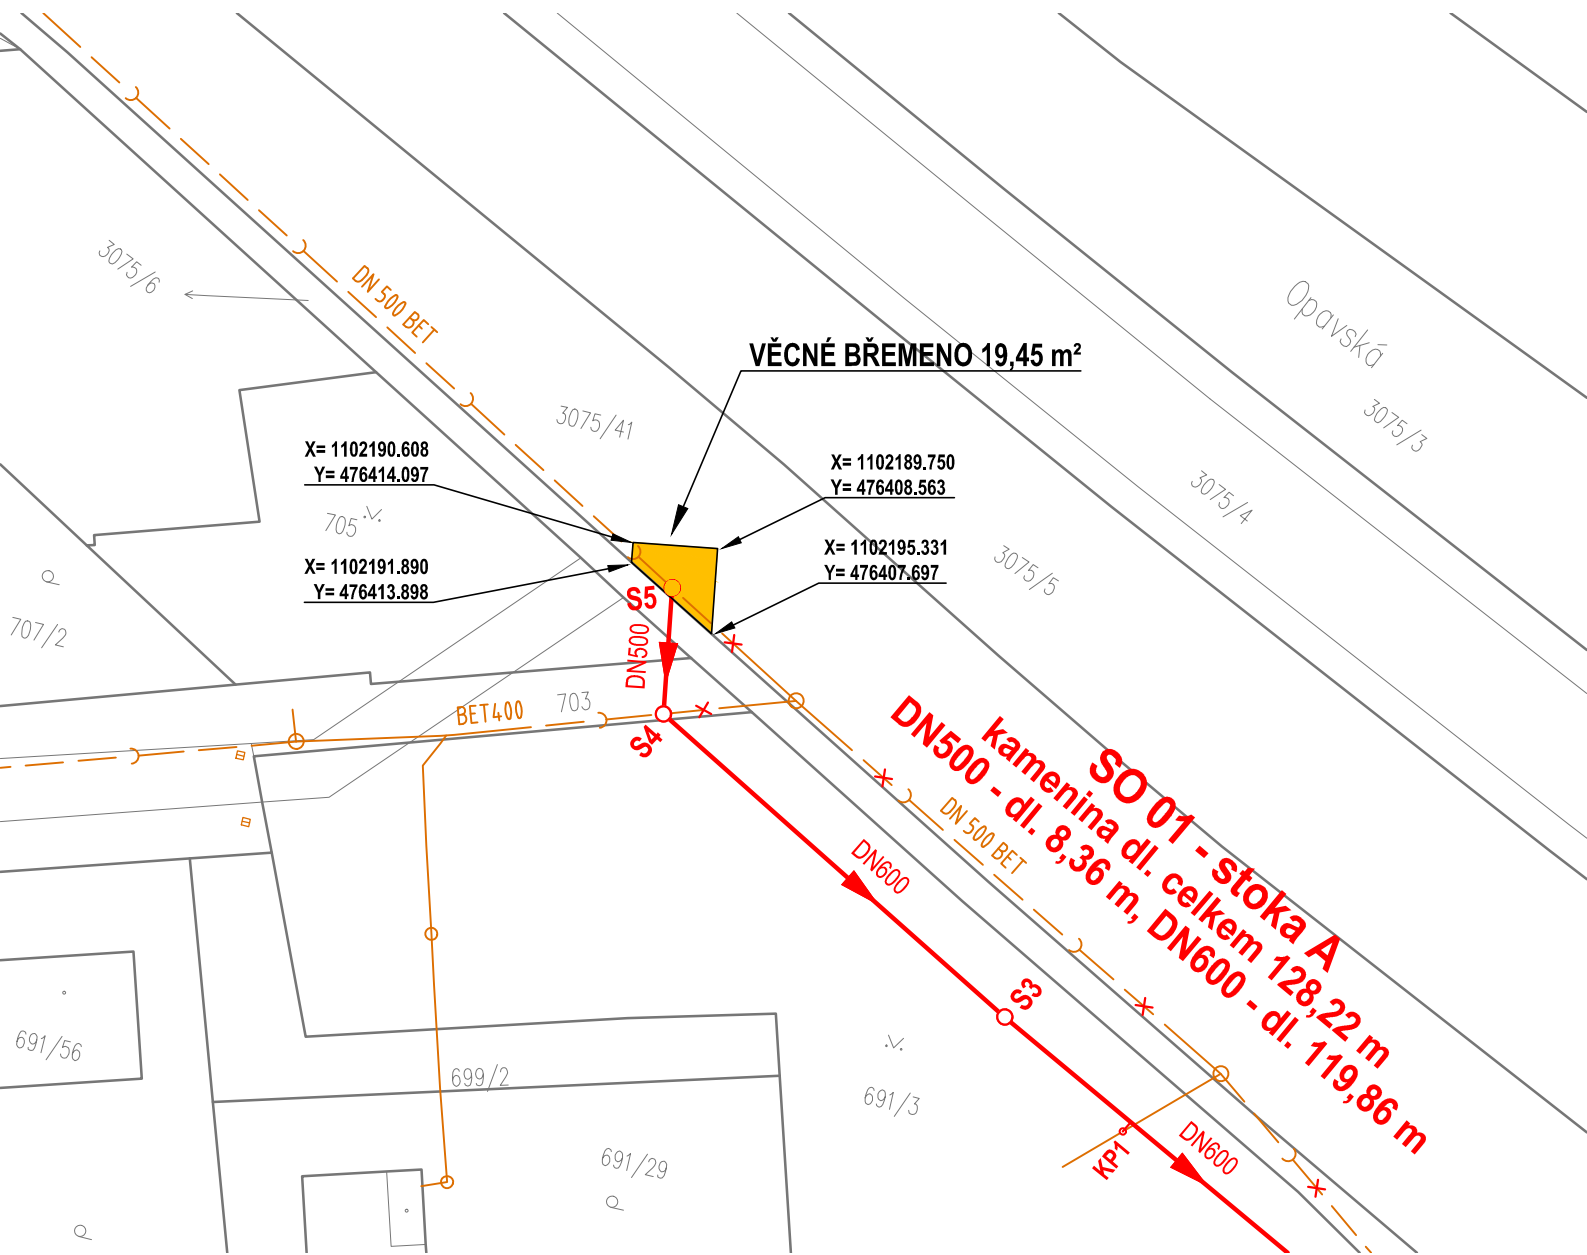 3075/6
DN 500 BET
Opavská
VĚCNÉ BŘEMENO 19,45 m²
3075/41
3075/3
X= 1102190.608
Y= 476414.097
X= 1102189.750
Y= 476408.563
3075/4
705
X= 1102191.890
Y= 476413.898
X= 1102195.331
Y= 476407.697
3075/5
707/2
S5
DN500
703
BET400
S4
SO 01 - stoka A
kamenina dl. celkem 128,22 m
DN500 - dl. 8,36 m, DN600 - dl. 119,86 m
DN 500 BET
DN600
S3
691/56
699/2
691/3
KP1
DN600
691/29